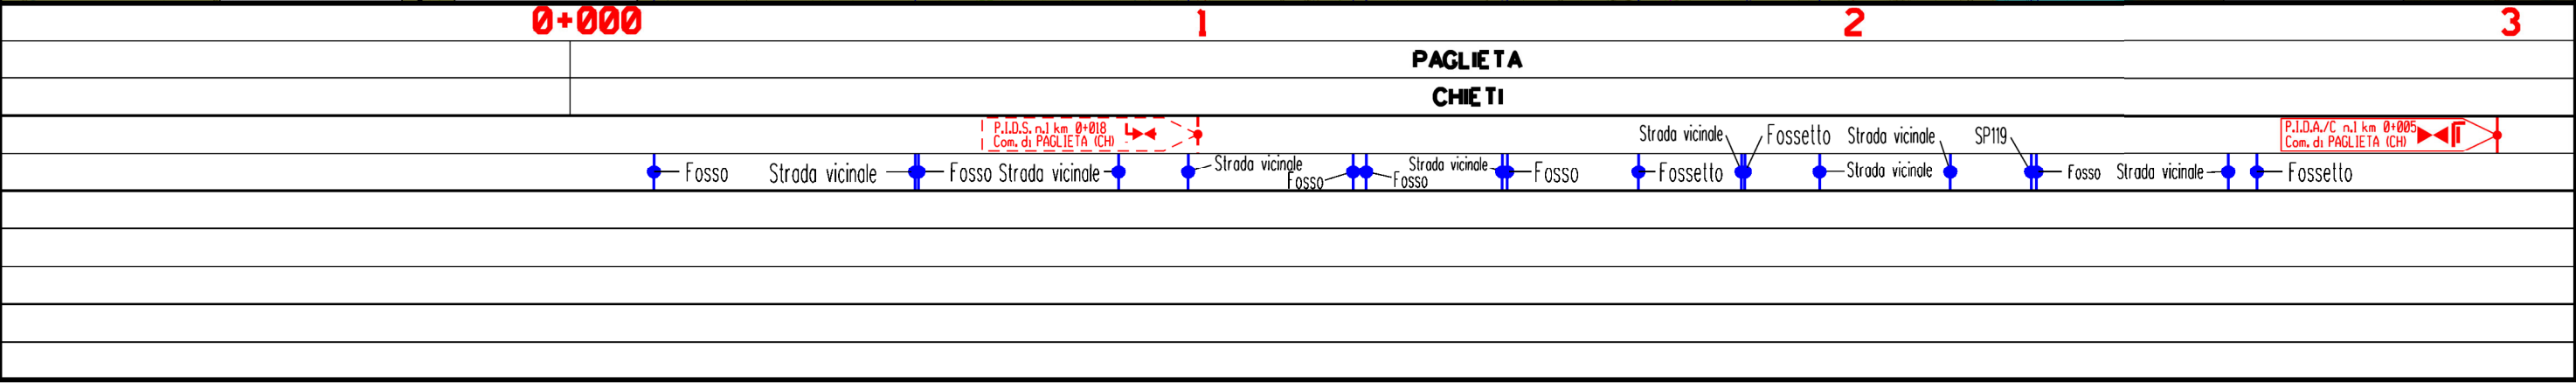 0+000 1 2 3
PAGLIETA
CHIETI
P.I.D.S. n.1 km 0+018
Com. di PAGLIETA (CH)
Strada vicinale Fossetto Strada vicinale SP119
P.I.D.A./C n.1 km 0+005
Com. di PAGLIETA (CH)
Fosso Strada vicinale Fosso Strada vicinale Strada vicinale Fosso Fosso Strada vicinale Fosso Fossetto Strada vicinale Fosso Strada vicinale Fossetto